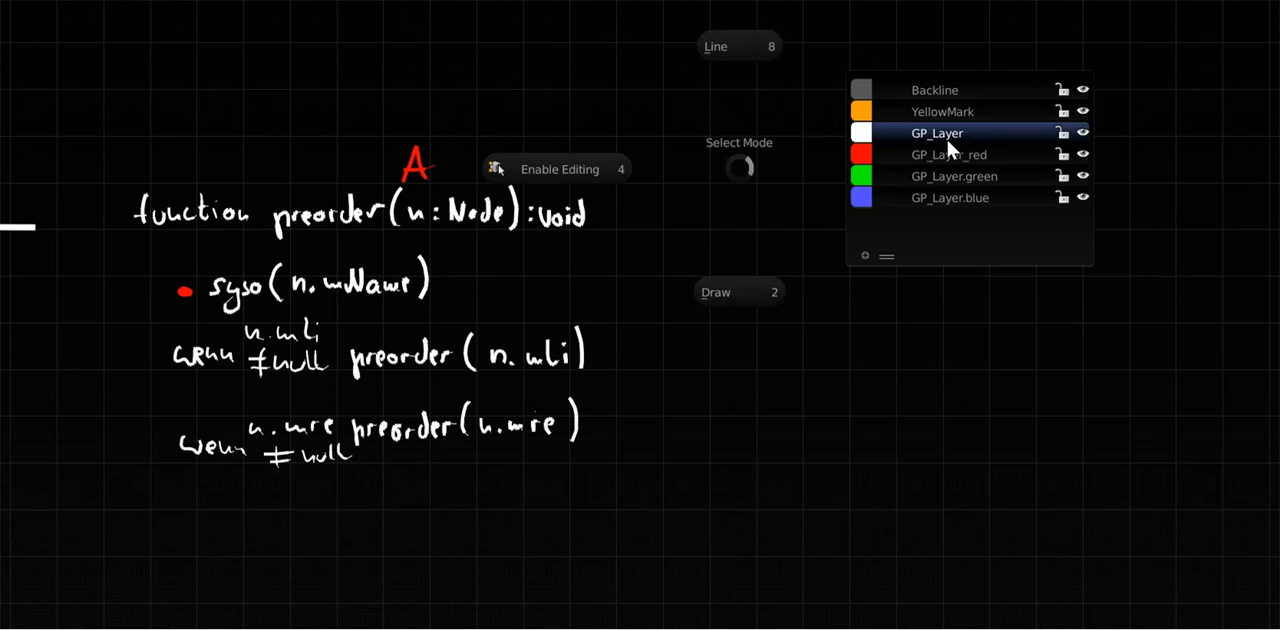 Line 8
Backline
YellowMark
GP_Layer
GP_Layer_red
GP_Layer.green
GP_Layer.blue
Select Mode
Enable Editing 4
Draw 2
A
function preorder(n:Node):void
syso(n.mName)
n.mli
wenn ≠null preorder(n.mli)
n.mre preorder(n.mre)
wenn ≠null